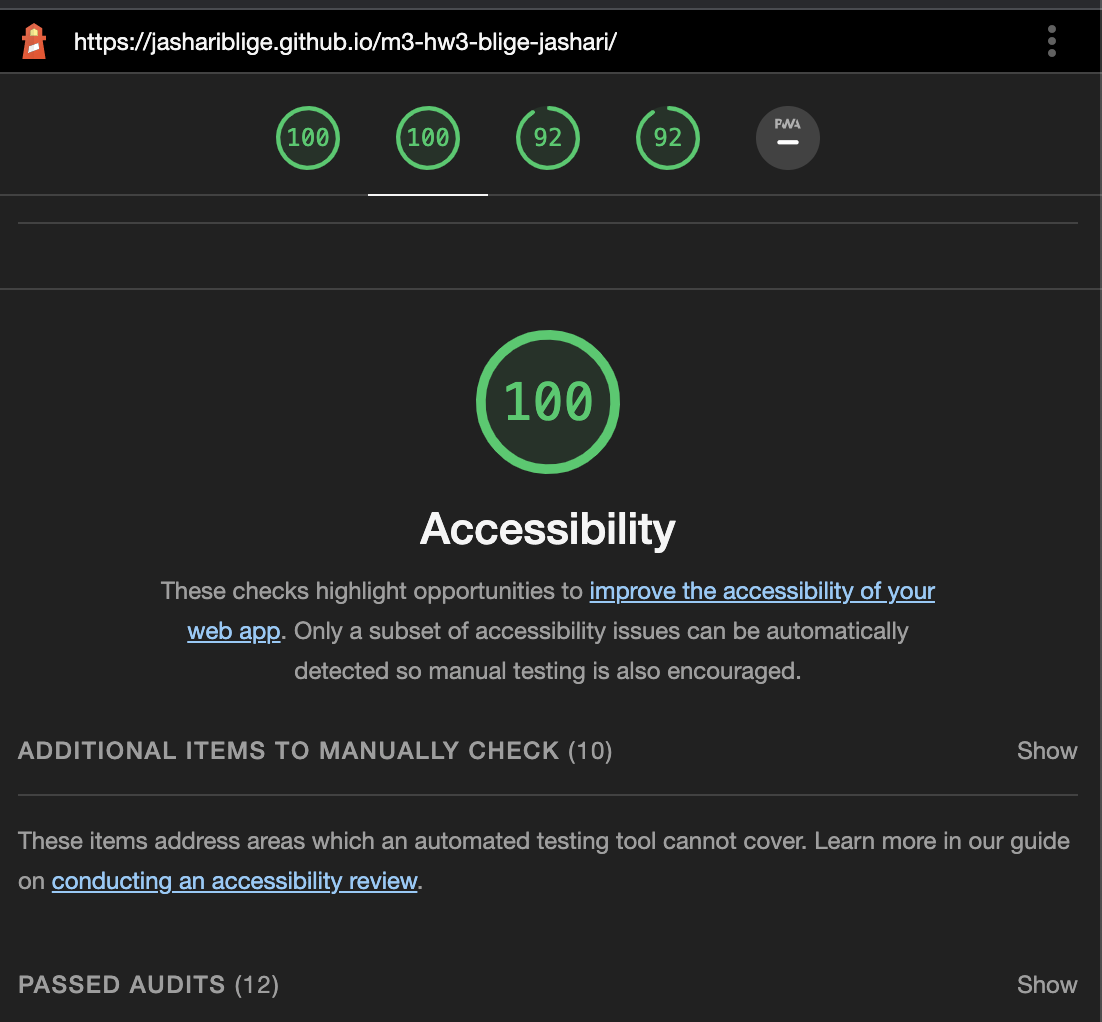 https://jashariblige.github.io/m3-hw3-blige-jashari/
100 100 92 92 PWA
100
Accessibility
These checks highlight opportunities to improve the accessibility of your
web app. Only a subset of accessibility issues can be automatically
detected so manual testing is also encouraged.
ADDITIONAL ITEMS TO MANUALLY CHECK (10) Show
These items address areas which an automated testing tool cannot cover. Learn more in our guide
on conducting an accessibility review.
PASSED AUDITS (12) Show